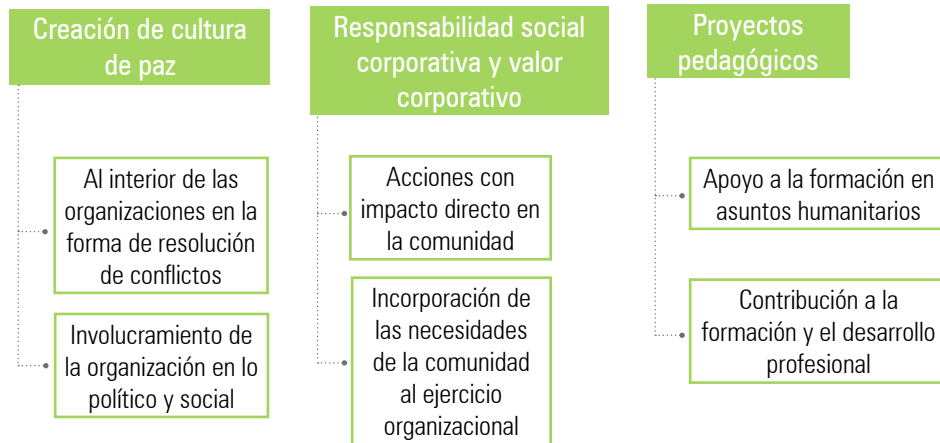 Creación de cultura
de paz
Al interior de las
organizaciones en la
forma de resolución
de conflictos
Involucramiento de
la organización en lo
político y social
Responsabilidad social
corporativa y valor
corporativo
Acciones con
impacto directo en
la comunidad
Incorporación de
las necesidades
de la comunidad
al ejercicio
organizacional
Proyectos
pedagógicos
Apoyo a la formación en
asuntos humanitarios
Contribución a la
formación y el desarrollo
profesional